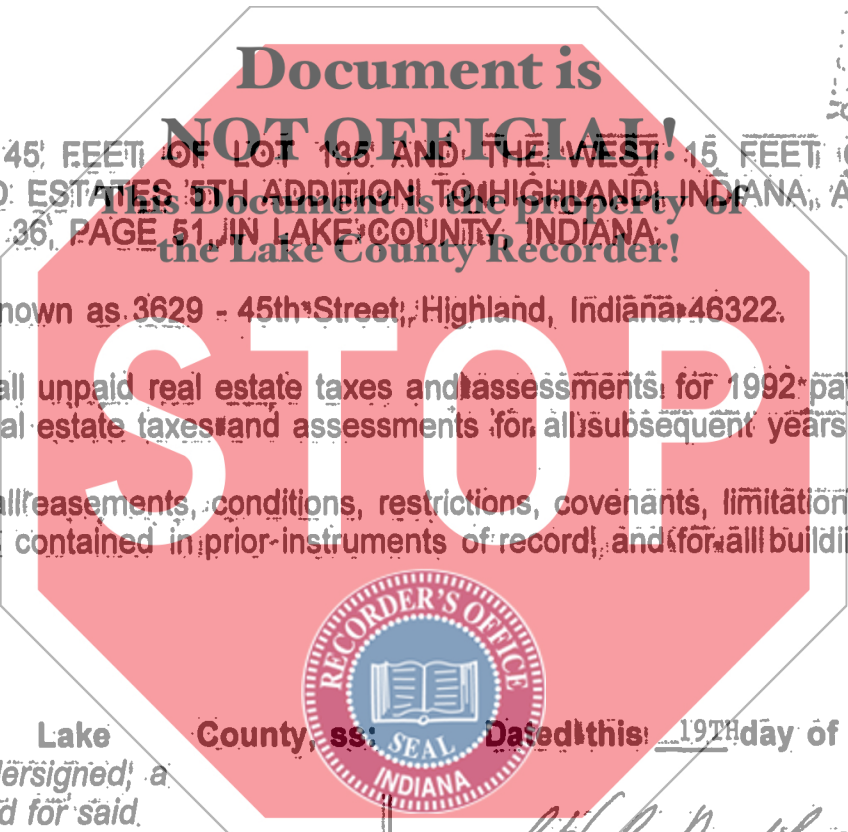 Document is
NOT OFFICIAL!
45 FEET OF LOT 135 AND THE WEST 15 FEET
ESTATES 5TH ADDITION TO HIGHLAND, INDIANA, A
This Document is the property of
36, PAGE 51, IN LAKE COUNTY, INDIANA.
the Lake County Recorder!
nown as 3629 - 45th Street, Highland, Indiana 46322.
STOP
all unpaid real estate taxes and assessments for 1992 pay
al estate taxes and assessments for all subsequent years
all easements, conditions, restrictions, covenants, limitation
contained in prior instruments of record, and for all buildi
RECORDER'S OFFICE
SEAL
INDIANA
Lake County, ss: Dated this 19TH day of
dersigned, a
d for said